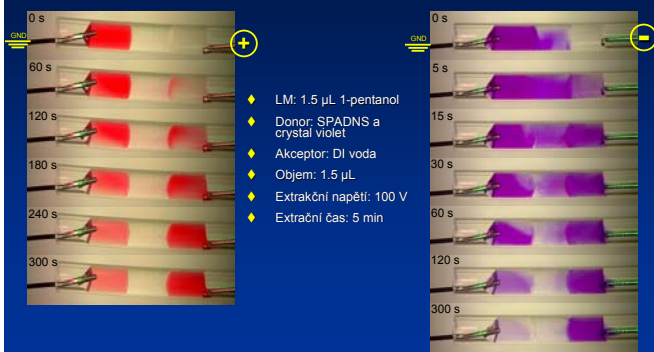 0 s
GND
+
60 s
120 s
180 s
240 s
300 s
LM: 1.5 µL 1-pentanol
Donor: SPADNS a
crystal violet
Akceptor: DI voda
Objem: 1.5 µL
Extrakční napětí: 100 V
Extrační čas: 5 min
0 s
GND
-
5 s
15 s
30 s
60 s
120 s
300 s